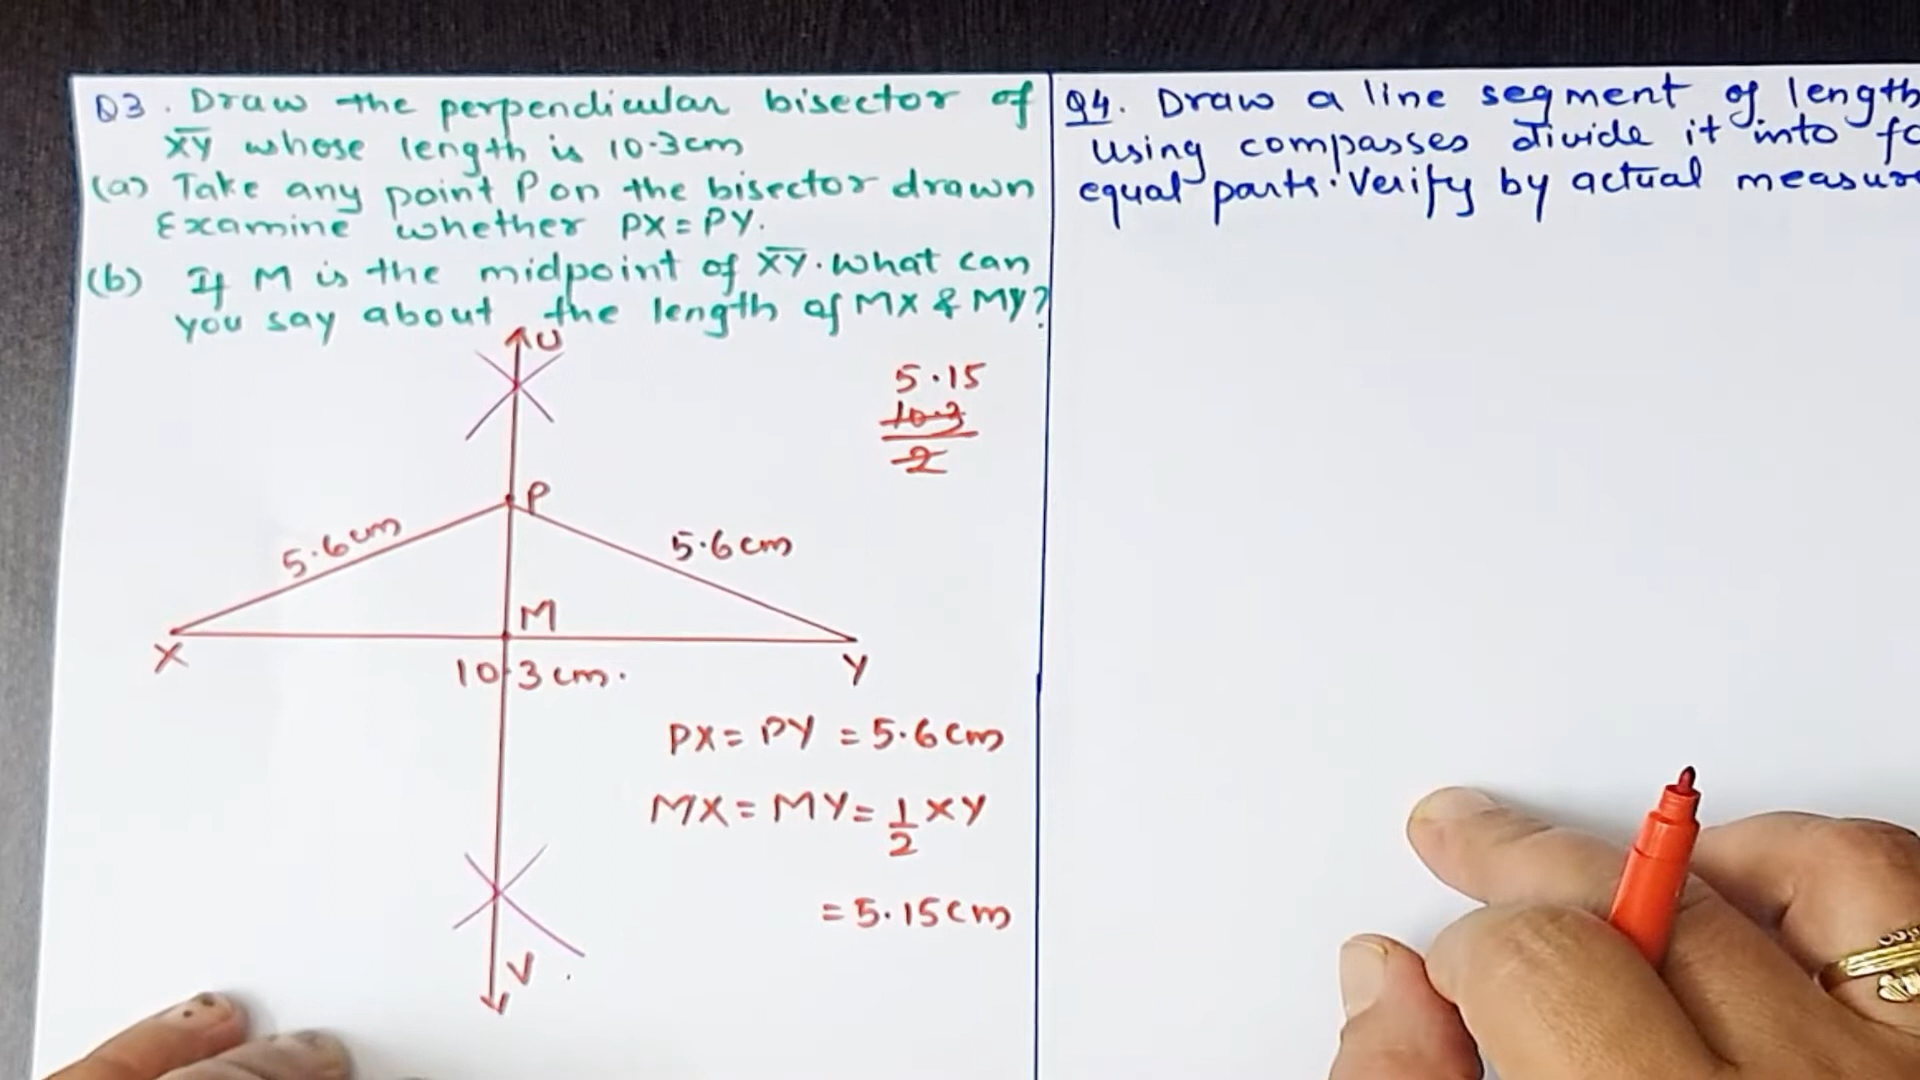 Q3. Draw the perpendicular bisector of
XY whose length is 10.3cm
(a) Take any point P on the bisector drawn
Examine whether PX = PY.
(b) If M is the midpoint of XY. What can
you say about the length of MX & MY?
U
5.15
10.3
2
P
5.6cm
5.6cm
M
X
10.3cm.
Y
PX = PY = 5.6cm
MX = MY = 1/2 XY
= 5.15cm
V
Q4. Draw a line segment of length
Using compasses divide it into
equal parts. Verify by actual